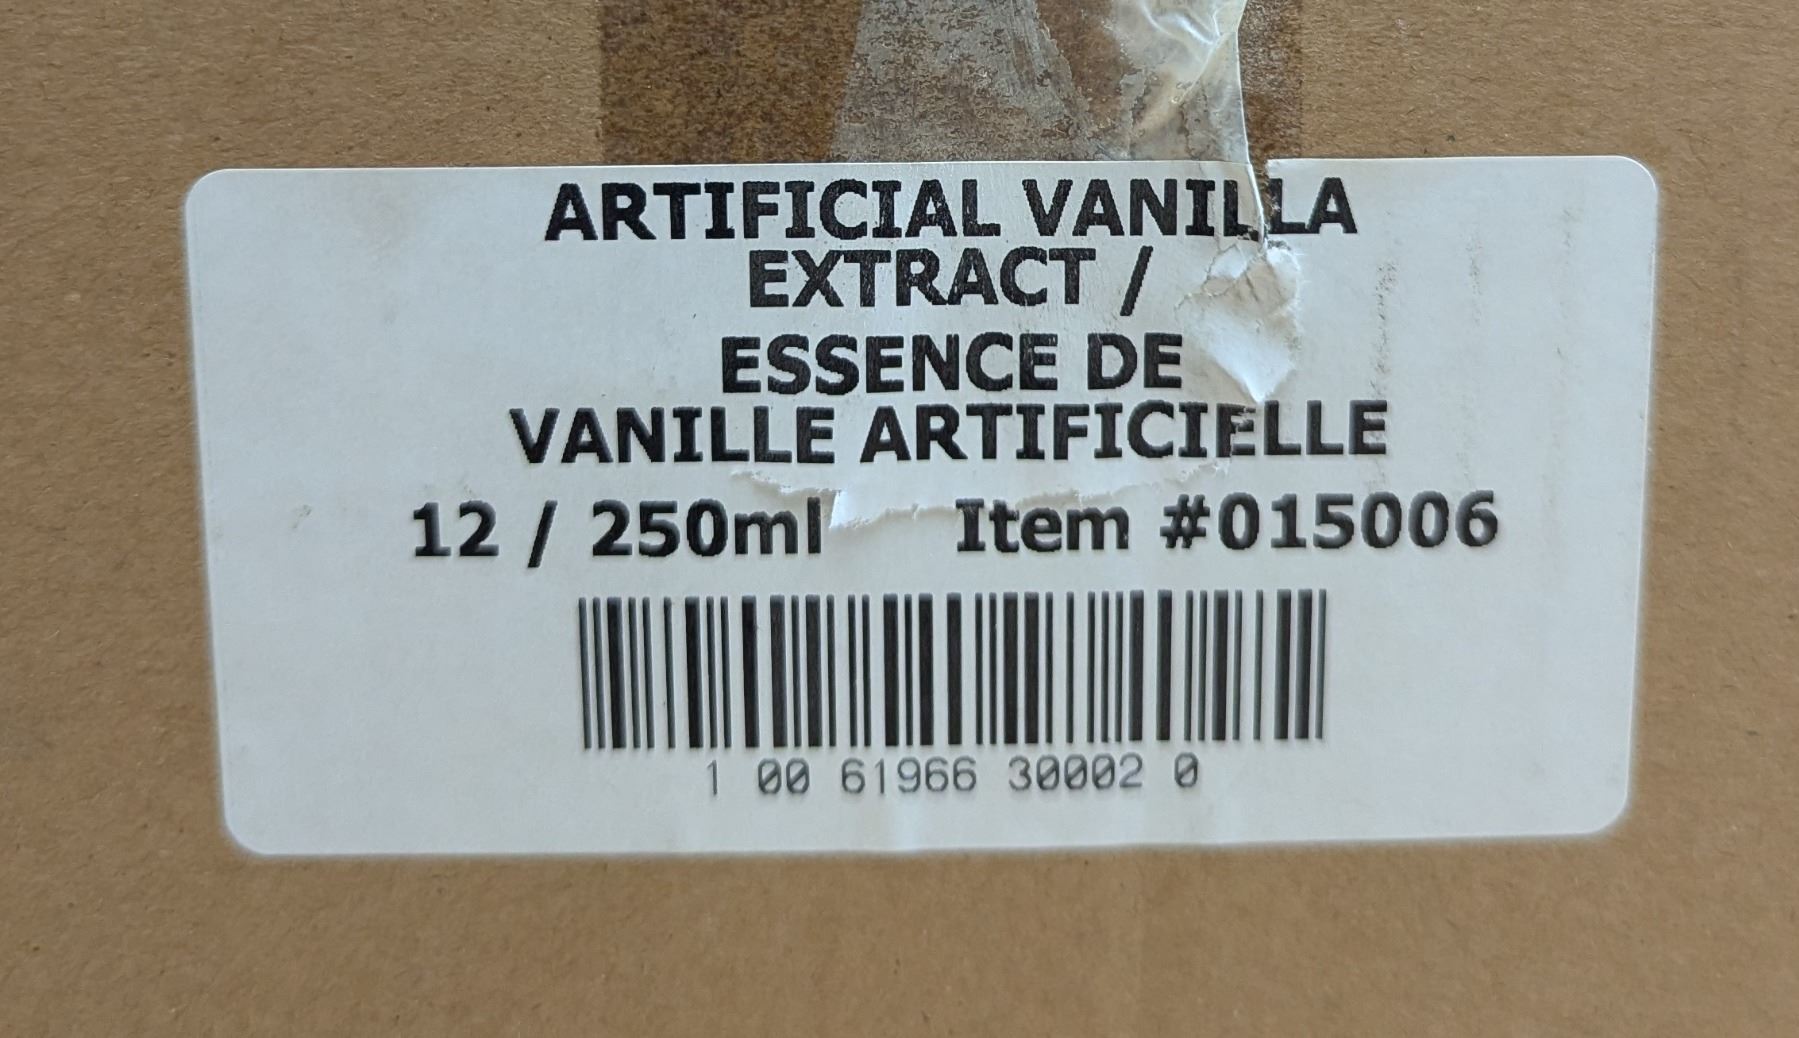 ARTIFICIAL VANILLA
EXTRACT /
ESSENCE DE
VANILLE ARTIFICIELLE
12 / 250ml Item #015006
1 00 61966 30002 0